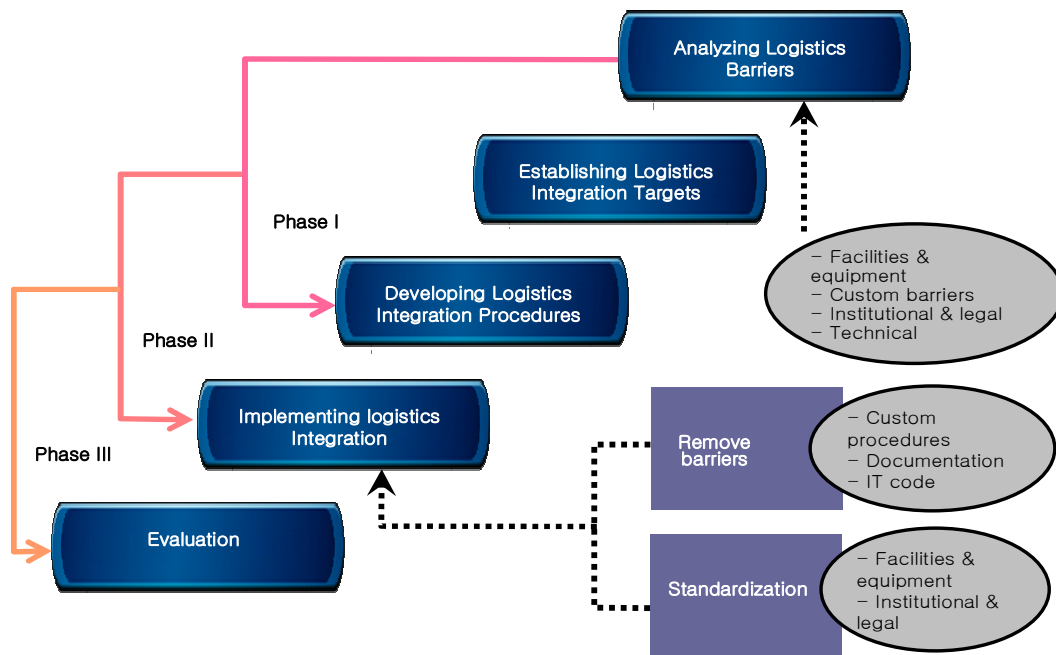 Analyzing Logistics
Barriers
Establishing Logistics
Integration Targets
Phase I
– Facilities &
equipment
– Custom barriers
– Institutional & legal
– Technical
Developing Logistics
Integration Procedures
Phase II
Implementing logistics
Integration
Remove
barriers
– Custom
procedures
– Documentation
– IT code
Phase III
Evaluation
Standardization
– Facilities &
equipment
– Institutional &
legal